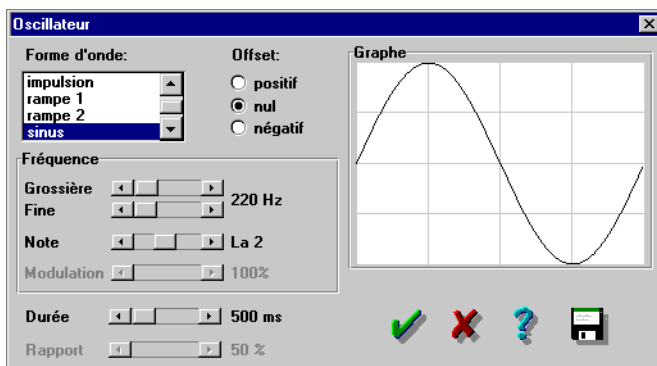 Oscillateur
Forme d'onde:
impulsion
rampe 1
rampe 2
sinus
Offset:
positif
nul
négatif
Graphe
Fréquence
Grossière
Fine
220 Hz
Note La 2
Modulation 100%
Durée 500 ms
Rapport 50 %